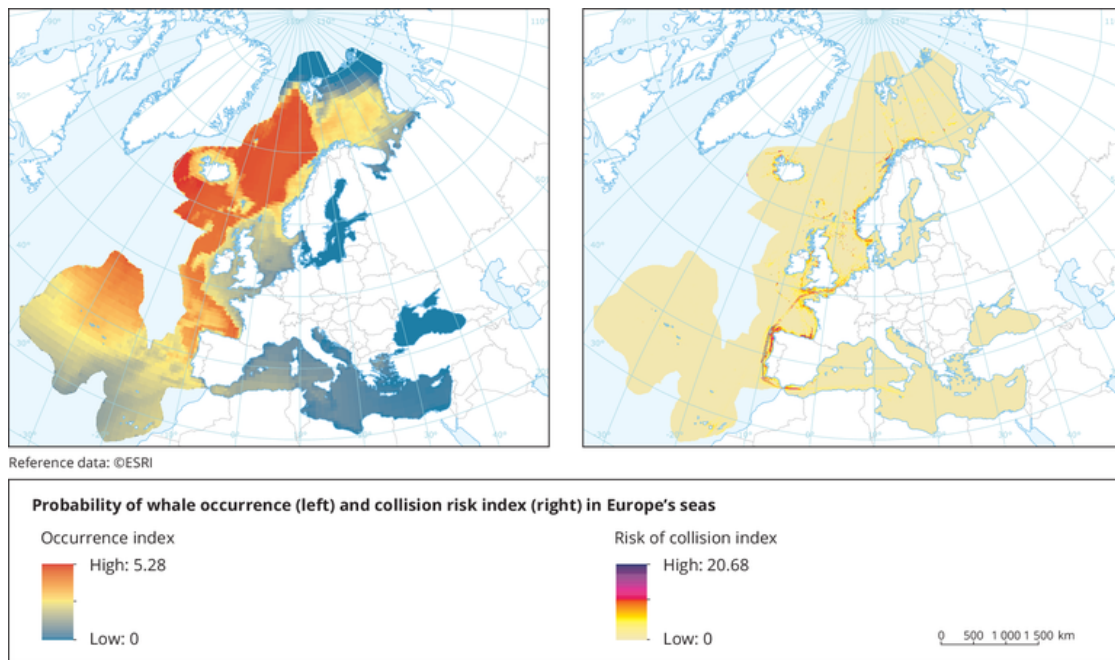 Reference data: ©ESRI
Probability of whale occurrence (left) and collision risk index (right) in Europe's seas
Occurrence index
High: 5.28
Low: 0
Risk of collision index
High: 20.68
Low: 0
0 500 1 000 1 500 km